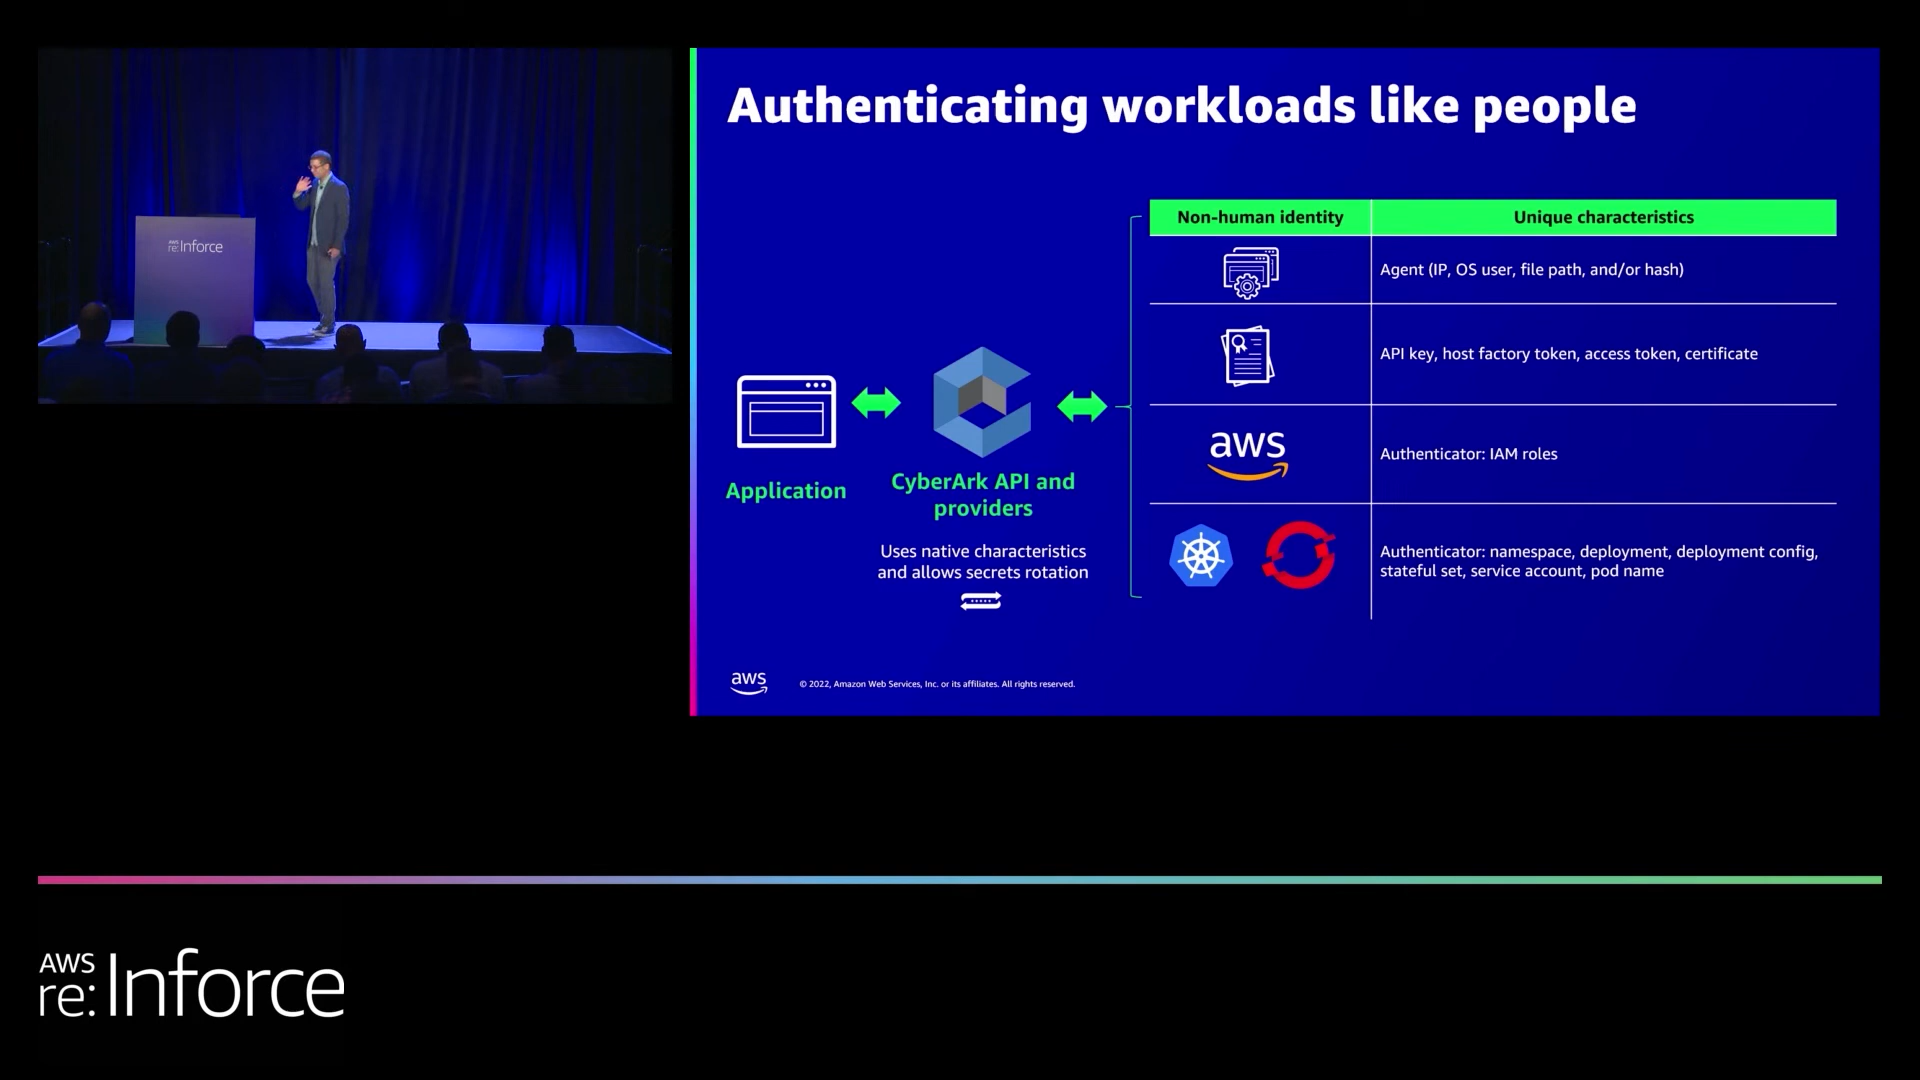 AWS
re:Inforce
Authenticating workloads like people
Application
CyberArk API and
providers
Uses native characteristics
and allows secrets rotation
Non-human identity
Unique characteristics
Agent (IP, OS user, file path, and/or hash)
API key, host factory token, access token, certificate
aws
Authenticator: IAM roles
Authenticator: namespace, deployment, deployment config,
stateful set, service account, pod name
aws
© 2022, Amazon Web Services, Inc. or its affiliates. All rights reserved.
AWS
re:Inforce